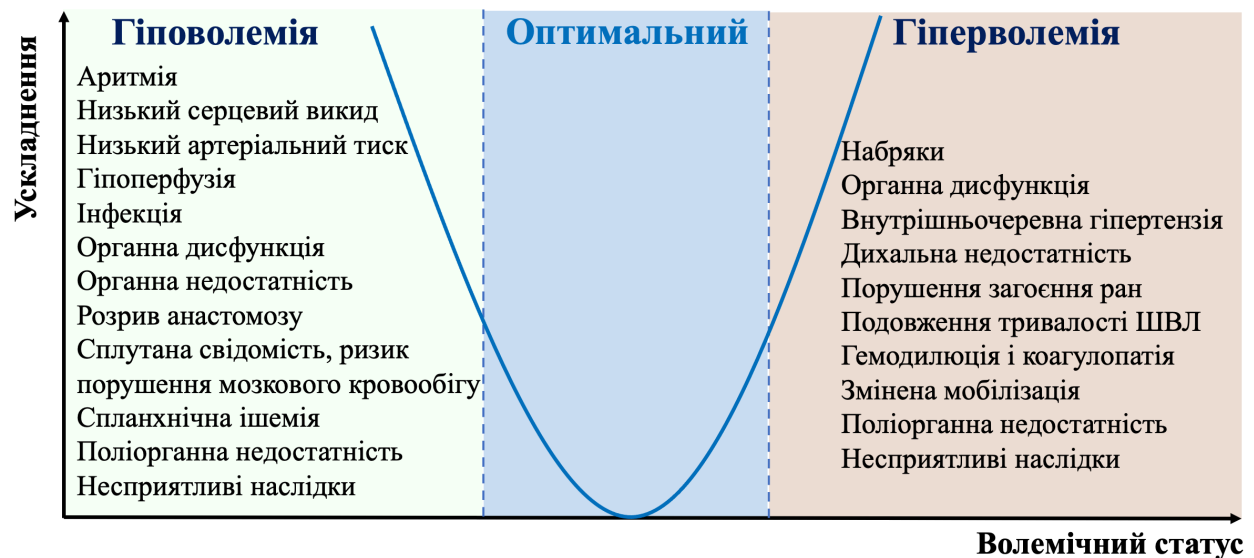 Ускладнення
Гіповолемія
Аритмія
Низький серцевий викид
Низький артеріальний тиск
Гіпоперфузія
Інфекція
Органна дисфункція
Органна недостатність
Розрив анастомозу
Сплутана свідомість, ризик
порушення мозкового кровообігу
Спланхнічна ішемія
Поліорганна недостатність
Несприятливі наслідки
Оптимальний
Гіперволемія
Набряки
Органна дисфункція
Внутрішньочеревна гіпертензія
Дихальна недостатність
Порушення загоєння ран
Подовження тривалості ШВЛ
Гемодилюція і коагулопатія
Змінена мобілізація
Поліорганна недостатність
Несприятливі наслідки
Волемічний статус